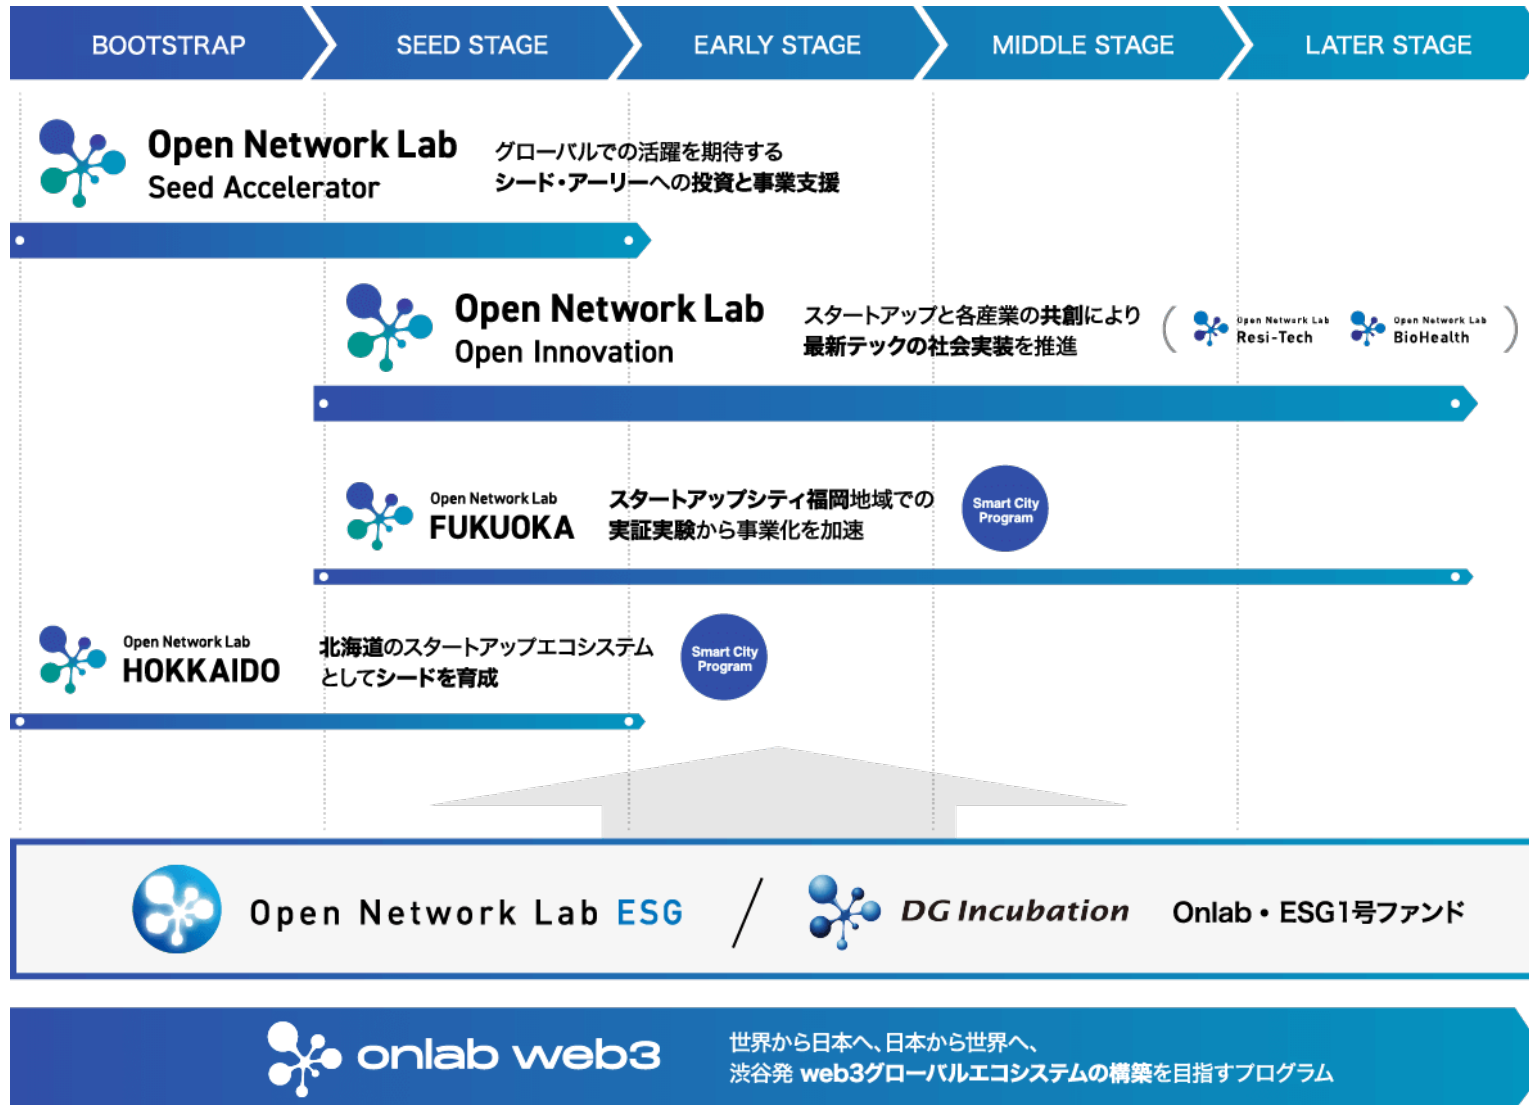 BOOTSTRAP
SEED STAGE
EARLY STAGE
MIDDLE STAGE
LATER STAGE
Open Network Lab
Seed Accelerator
グローバルでの活躍を期待する
シード・アーリーへの投資と事業支援
Open Network Lab
Open Innovation
スタートアップと各産業の共創により
最新テックの社会実装を推進
(
Open Network Lab
Resi-Tech
Open Network Lab
BioHealth
)
Open Network Lab
FUKUOKA
スタートアップシティ福岡地域での
実証実験から事業化を加速
Smart City
Program
Open Network Lab
HOKKAIDO
北海道のスタートアップエコシステム
としてシードを育成
Smart City
Program
Open Network Lab ESG
/
DG Incubation
Onlab・ESG1号ファンド
onlab web3
世界から日本へ、日本から世界へ、
渋谷発 web3グローバルエコシステムの構築を目指すプログラム